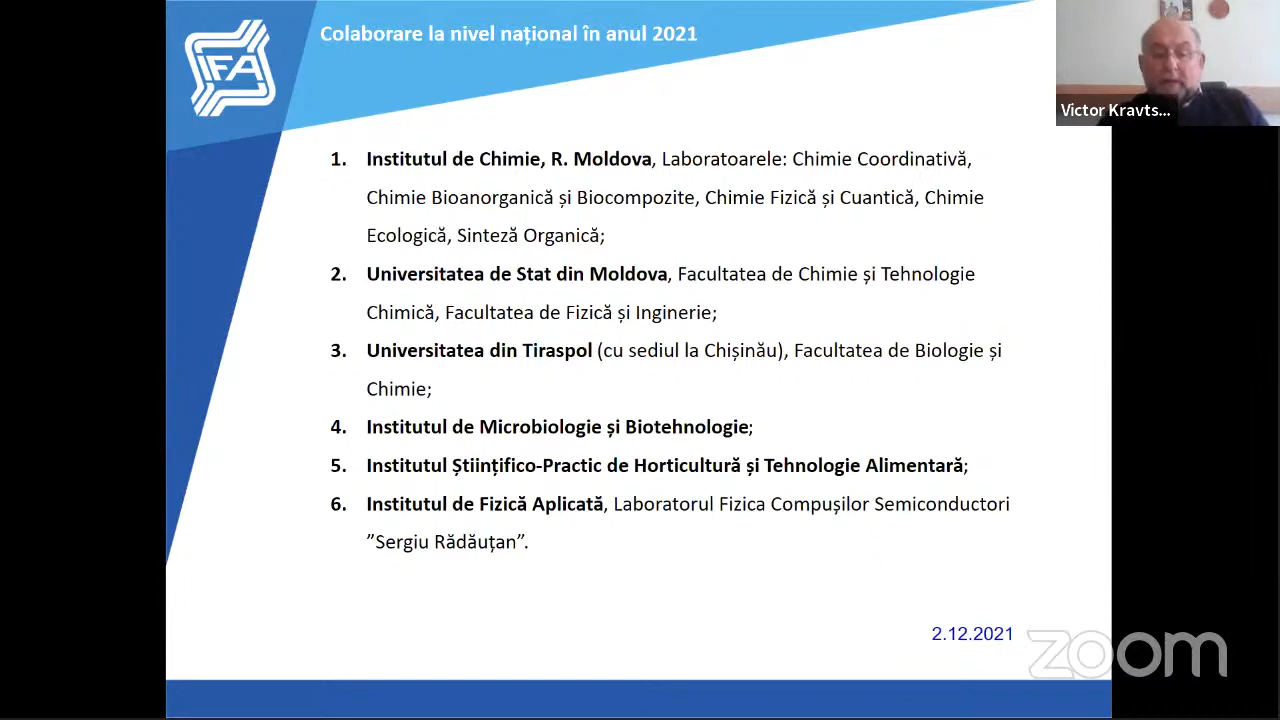 IFA
Colaborare la nivel național în anul 2021
Victor Kravts...
1. Institutul de Chimie, R. Moldova, Laboratoarele: Chimie Coordinativă,
Chimie Bioanorganică și Biocompozite, Chimie Fizică și Cuantică, Chimie
Ecologică, Sinteză Organică;
2. Universitatea de Stat din Moldova, Facultatea de Chimie și Tehnologie
Chimică, Facultatea de Fizică și Inginerie;
3. Universitatea din Tiraspol (cu sediul la Chișinău), Facultatea de Biologie și
Chimie;
4. Institutul de Microbiologie și Biotehnologie;
5. Institutul Științifico-Practic de Horticultură și Tehnologie Alimentară;
6. Institutul de Fizică Aplicată, Laboratorul Fizica Compușilor Semiconductori
”Sergiu Rădăuțan”.
2.12.2021
zoom